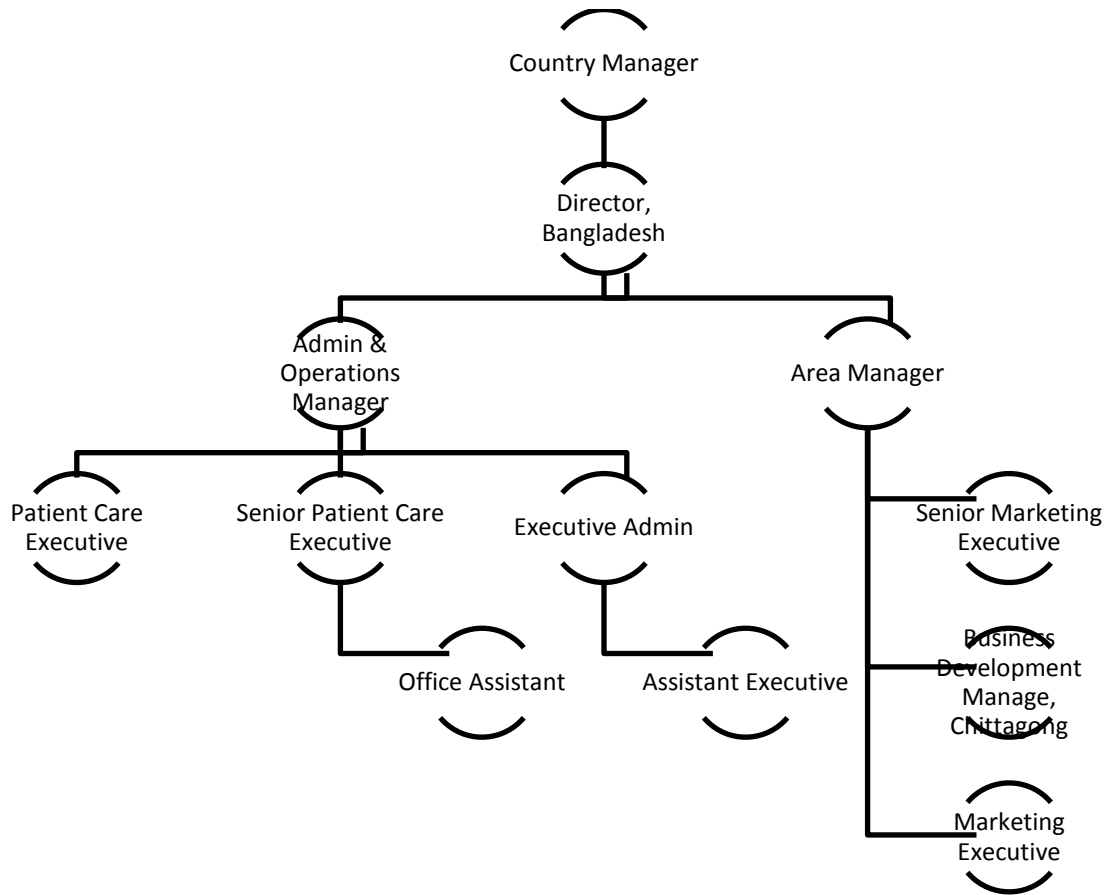 Country Manager
Director,
Bangladesh
Admin &
Operations
Manager
Area Manager
Patient Care
Executive
Senior Patient Care
Executive
Executive Admin
Senior Marketing
Executive
Office Assistant
Assistant Executive
Business
Development
Manage,
Chittagong
Marketing
Executive